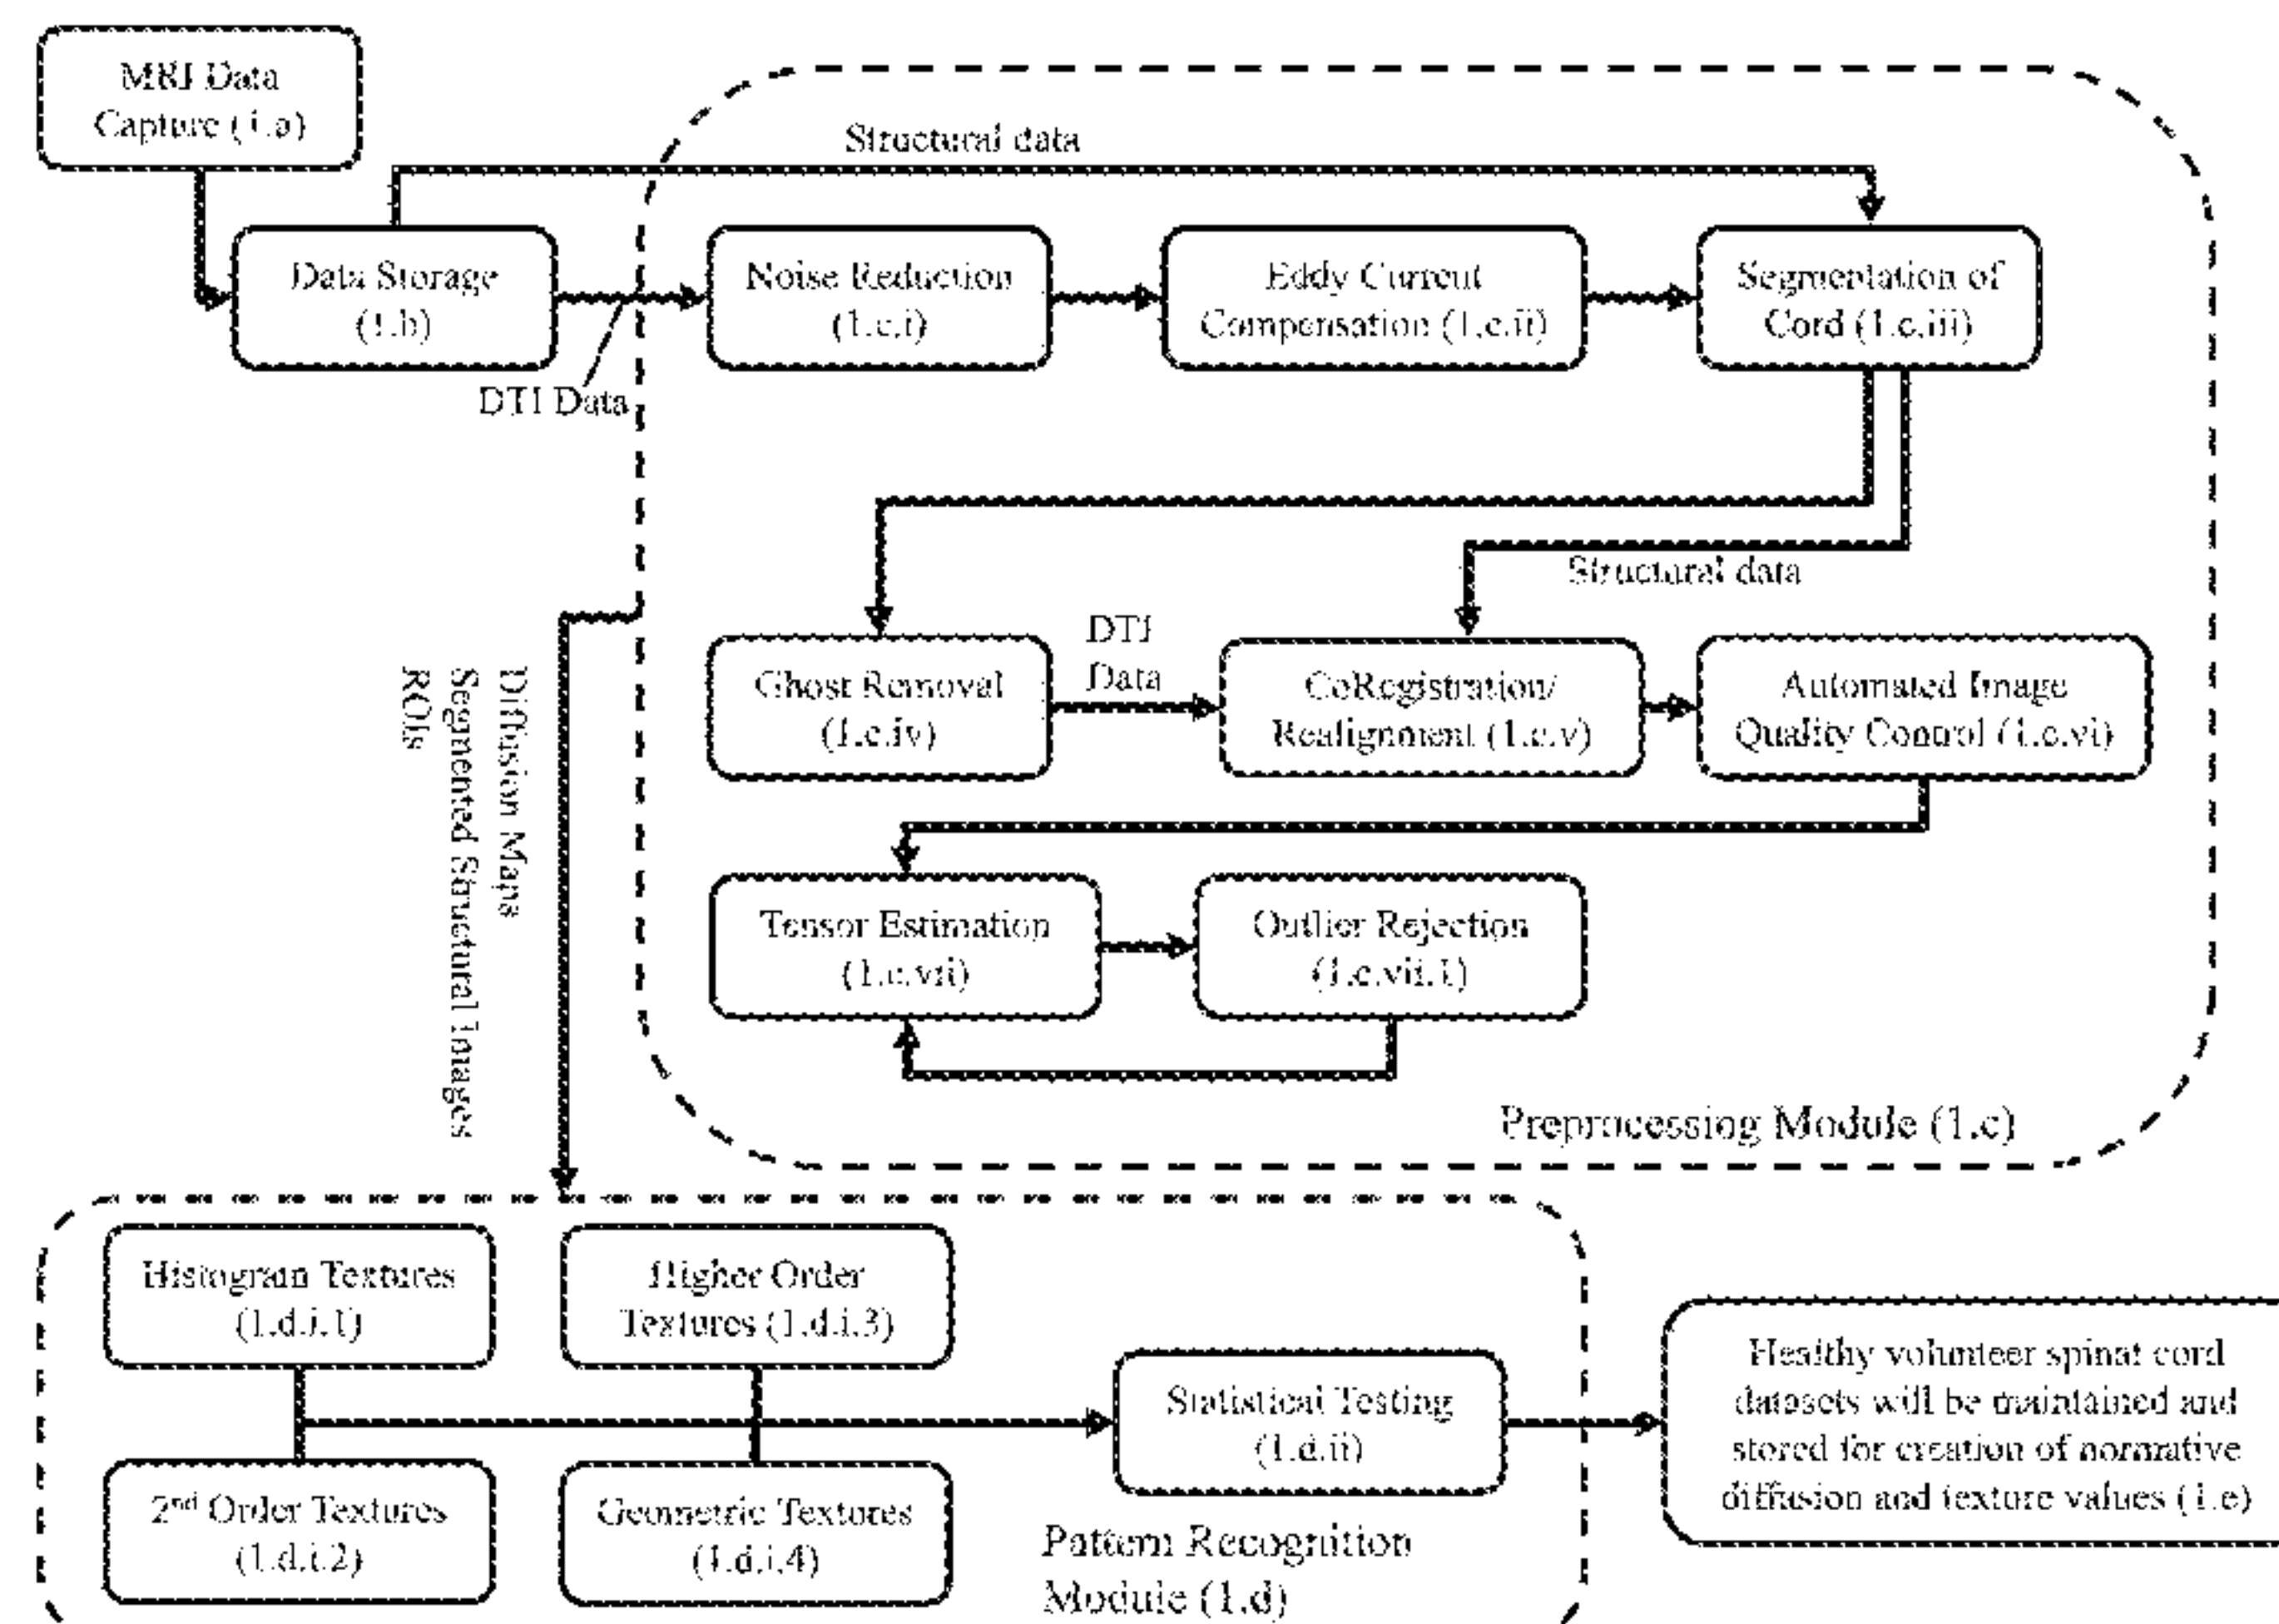 MRI Data
Capture (1.a)
Structural data
Data Storage
(1.b)
Noise Reduction
(1.c.i)
Eddy Current
Compensation (1.c.ii)
Segmentation of
Cord (1.c.iii)
DTI Data
Structural data
Ghost Removal
(1.c.iv)
DTI
Data
CoRegistration/
Realignment (1.c.v)
Automated Image
Quality Control (1.c.vi)
Diffusion Maps
Segmented Structural Images
ROIs
Tensor Estimation
(1.c.vii)
Outlier Rejection
(1.c.vii.1)
Preprocessing Module (1.c)
Histogram Textures
(1.d.i.1)
Higher Order
Textures (1.d.i.3)
Statistical Testing
(1.d.ii)
Healthy volunteer spinal cord
datasets will be maintained and
stored for creation of normative
diffusion and texture values (1.e)
2nd Order Textures
(1.d.i.2)
Geometric Textures
(1.d.i.4)
Pattern Recognition
Module (1.d)